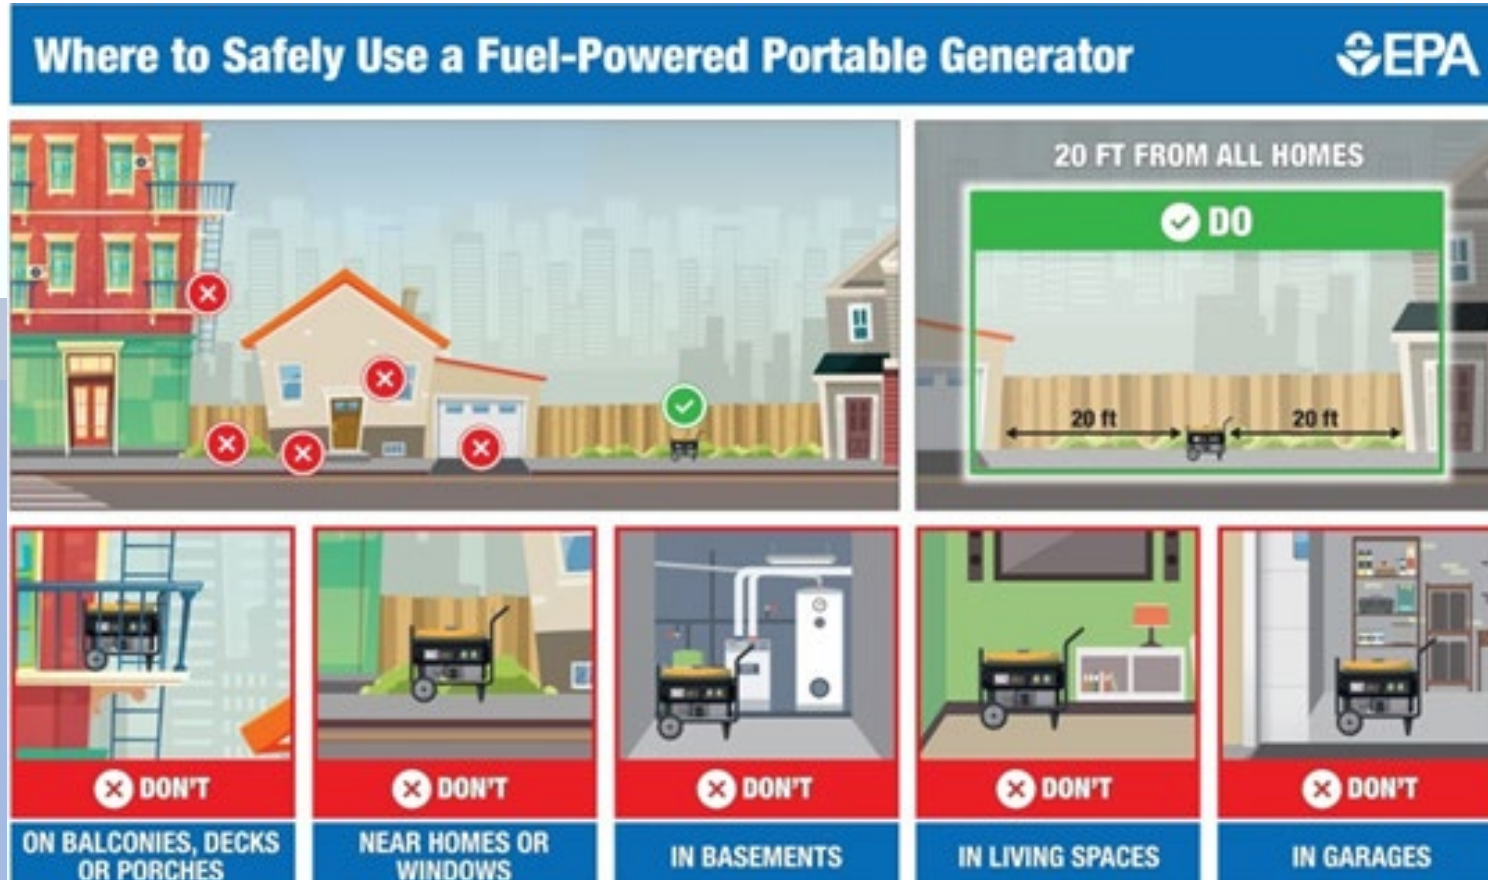 Where to Safely Use a Fuel-Powered Portable Generator
EPA
20 FT FROM ALL HOMES
DO
20 ft
20 ft
DON'T
ON BALCONIES, DECKS
OR PORCHES
DON'T
NEAR HOMES OR
WINDOWS
DON'T
IN BASEMENTS
DON'T
IN LIVING SPACES
DON'T
IN GARAGES